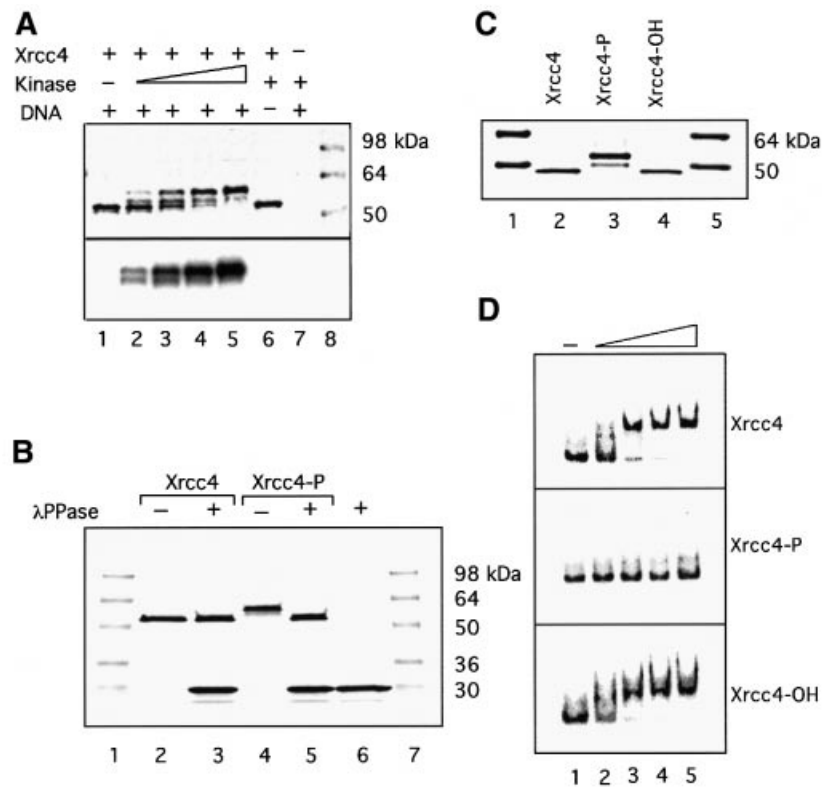 A
Xrcc4 + + + + + + −
Kinase − + +
DNA + + + + + − +
98 kDa
64
50
1 2 3 4 5 6 7 8
B
Xrcc4 Xrcc4-P
λPPase − + − + +
98 kDa
64
50
36
30
1 2 3 4 5 6 7
C
Xrcc4 Xrcc4-P Xrcc4-OH
64 kDa
50
1 2 3 4 5
D
−
Xrcc4
Xrcc4-P
Xrcc4-OH
1 2 3 4 5